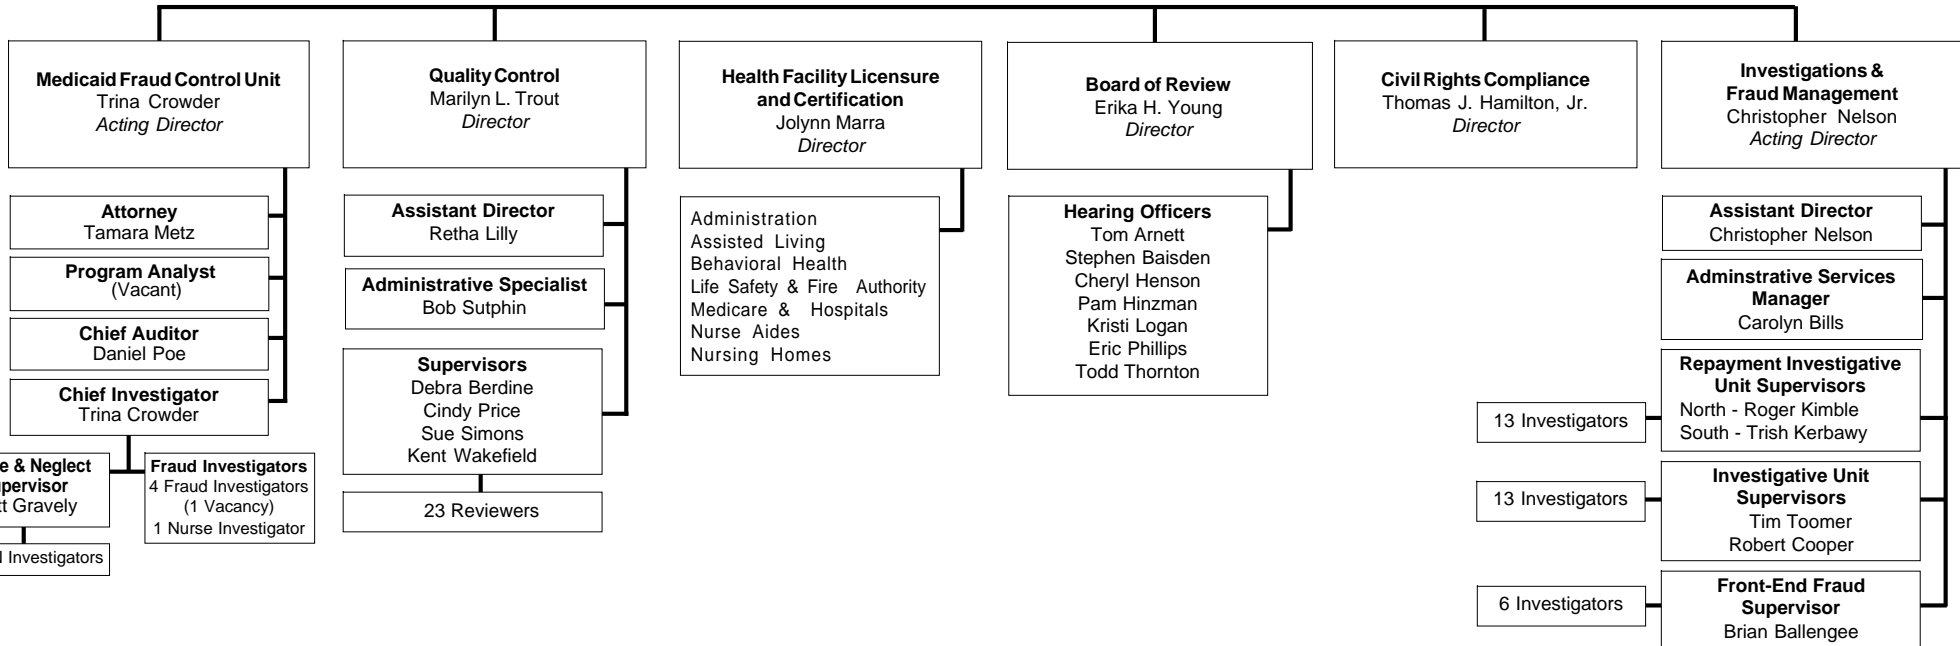 Medicaid Fraud Control Unit
Trina Crowder
Acting Director
Attorney
Tamara Metz
Program Analyst
(Vacant)
Chief Auditor
Daniel Poe
Chief Investigator
Trina Crowder
& Neglect
Gravely
Investigators
Fraud Investigators
4 Fraud Investigators
(1 Vacancy)
1 Nurse Investigator
Quality Control
Marilyn L. Trout
Director
Assistant Director
Retha Lilly
Administrative Specialist
Bob Sutphin
Supervisors
Debra Berdine
Cindy Price
Sue Simons
Kent Wakefield
23 Reviewers
Health Facility Licensure
and Certification
Jolynn Marra
Director
Administration
Assisted Living
Behavioral Health
Life Safety & Fire Authority
Medicare & Hospitals
Nurse Aides
Nursing Homes
Board of Review
Erika H. Young
Director
Hearing Officers
Tom Arnett
Stephen Baisden
Cheryl Henson
Pam Hinzman
Kristi Logan
Eric Phillips
Todd Thornton
Civil Rights Compliance
Thomas J. Hamilton, Jr.
Director
Investigations &
Fraud Management
Christopher Nelson
Acting Director
Assistant Director
Christopher Nelson
Adminstrative Services
Manager
Carolyn Bills
Repayment Investigative
Unit Supervisors
North - Roger Kimble
South - Trish Kerbawy
13 Investigators
Investigative Unit
Supervisors
Tim Toomer
Robert Cooper
13 Investigators
Front-End Fraud
Supervisor
Brian Ballengee
6 Investigators